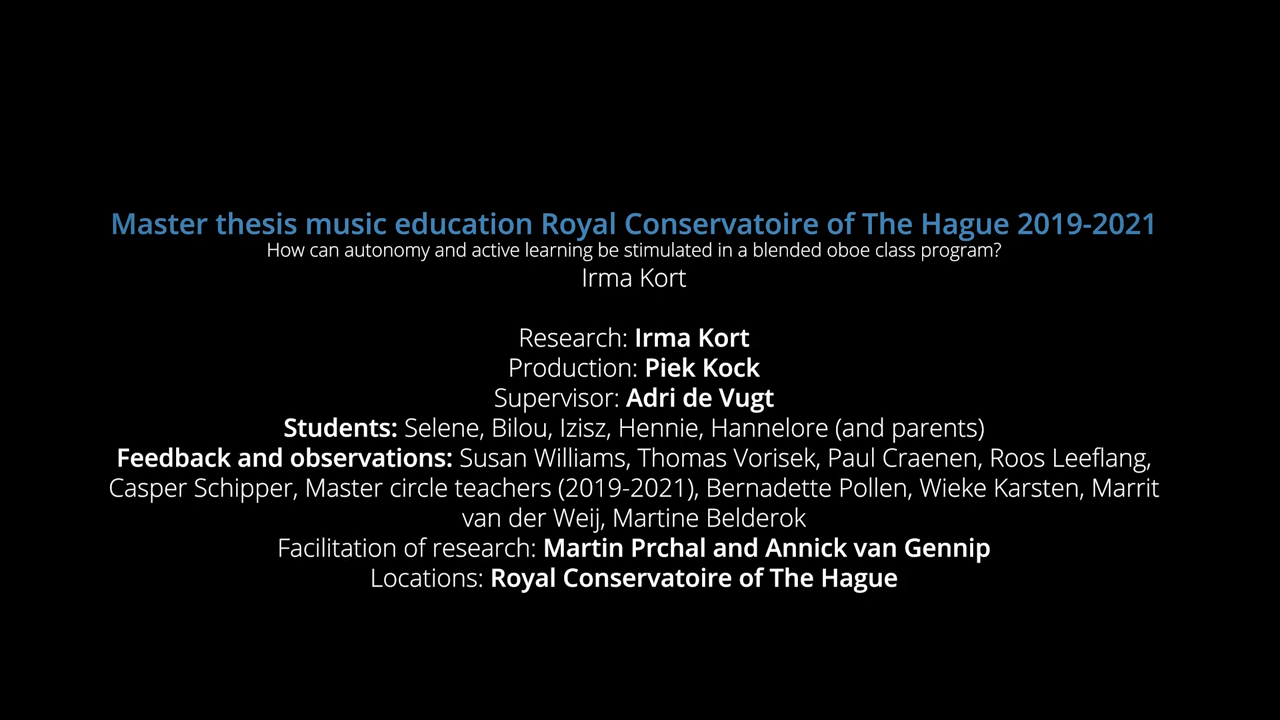 Master thesis music education Royal Conservatoire of The Hague 2019-2021
How can autonomy and active learning be stimulated in a blended oboe class program?
Irma Kort
Research: Irma Kort
Production: Piek Kock
Supervisor: Adri de Vugt
Students: Selene, Bilou, Izisz, Hennie, Hannelore (and parents)
Feedback and observations: Susan Williams, Thomas Vorisek, Paul Craenen, Roos Leeflang,
Casper Schipper, Master circle teachers (2019-2021), Bernadette Pollen, Wieke Karsten, Marrit
van der Weij, Martine Belderok
Facilitation of research: Martin Prchal and Annick van Gennip
Locations: Royal Conservatoire of The Hague